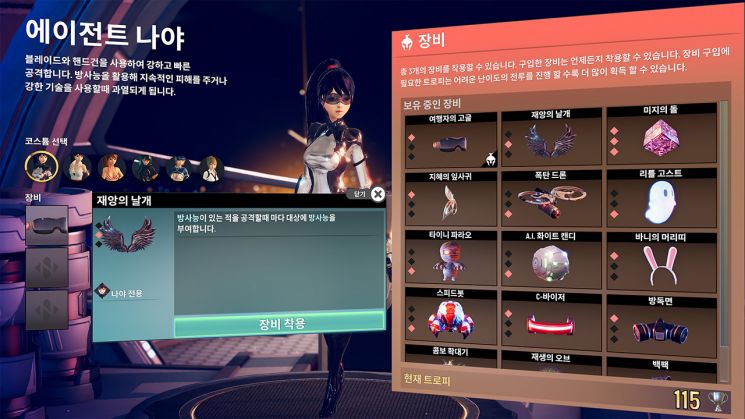 에이전트 나야
블레이드와 핸드건을 사용하여 강하고 빠른
공격합니다. 방사능을 활용해 지속적인 피해를 주거나
강한 기술을 사용할때 과열되게 됩니다.
코스튬 선택
장비
재앙의 날개
닫기
방사능이 있는 적을 공격할때 마다 대상에 방사능을
부여합니다.
나야 전용
장비 착용
장비
총 3개의 장비를 착용할 수 있습니다. 구입한 장비는 언제든지 착용할 수 있습니다. 장비 구입에
필요한 트로피는 어려운 난이도의 전투를 진행 할 수록 더 많이 획득 할 수 있습니다.
보유 중인 장비
여행자의 고글
재앙의 날개
미지의 돌
지혜의 잎사귀
폭탄 드론
리틀 고스트
타이니 파라오
A.I. 화이트 캔디
바니의 머리띠
스피드봇
C-바이저
방독면
콤보 확대기
재생의 오브
백팩
현재 트로피
115